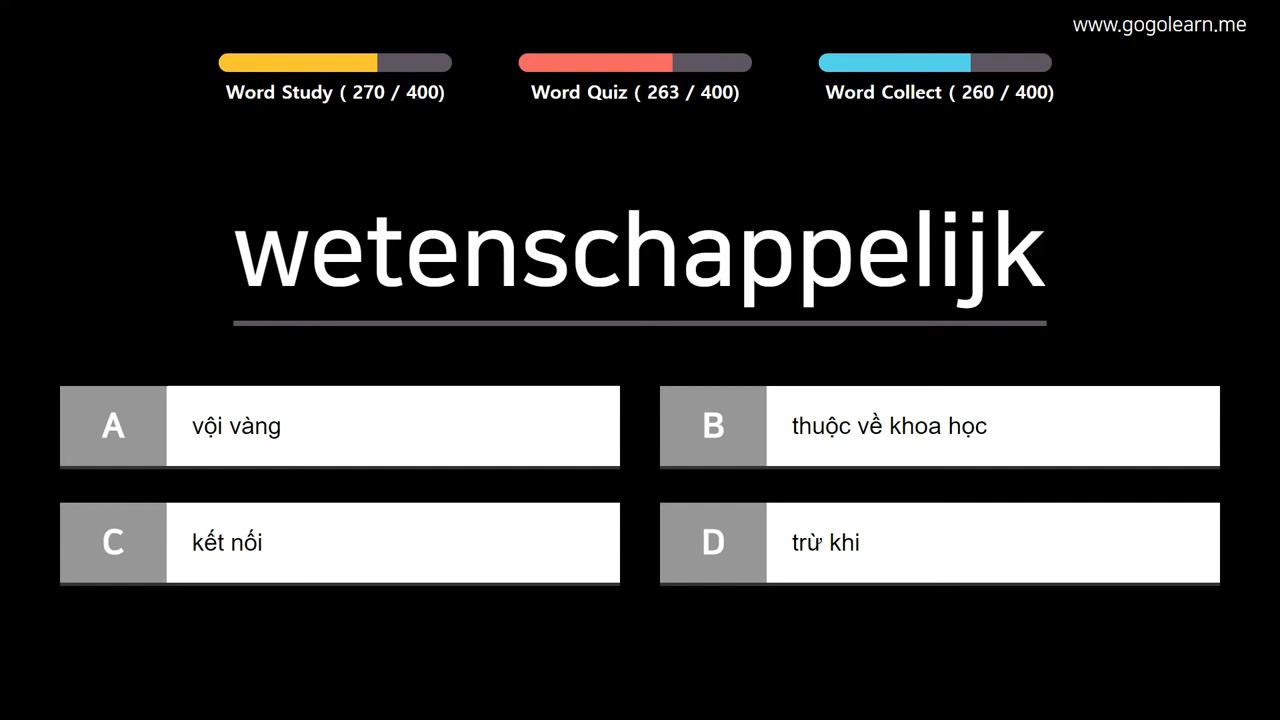 www.gogolearn.me
Word Study ( 270 / 400)
Word Quiz ( 263 / 400)
Word Collect ( 260 / 400)
wetenschappelijk
A vội vàng
B thuộc về khoa học
C kết nối
D trừ khi